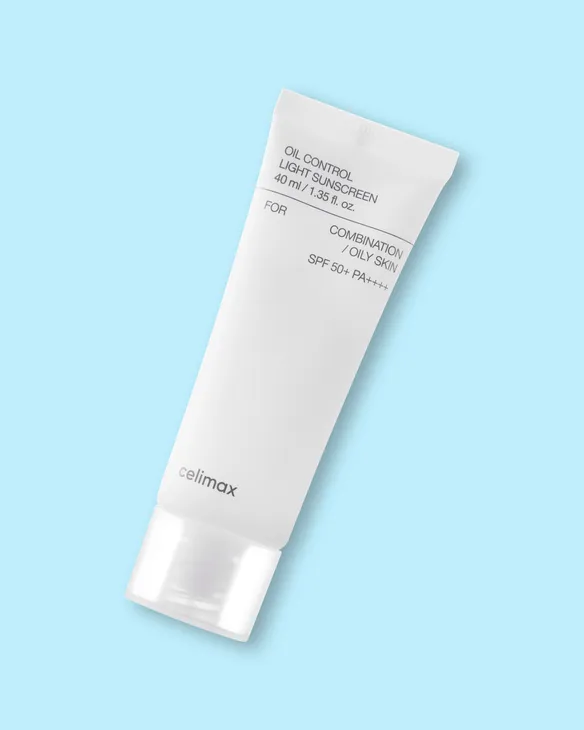 OIL CONTROL
LIGHT SUNSCREEN
40 ml / 1.35 fl. oz.
FOR
COMBINATION
/ OILY SKIN
SPF 50+ PA++++
celimax